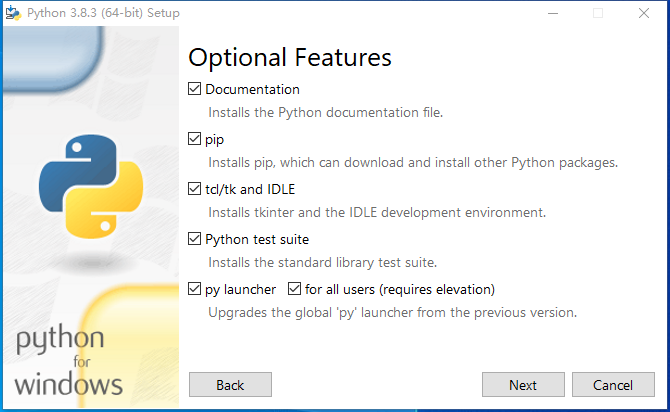 Python 3.8.3 (64-bit) Setup
Optional Features
Documentation
Installs the Python documentation file.
pip
Installs pip, which can download and install other Python packages.
tcl/tk and IDLE
Installs tkinter and the IDLE development environment.
Python test suite
Installs the standard library test suite.
py launcher for all users (requires elevation)
Upgrades the global 'py' launcher from the previous version.
python
for
windows
Back Next Cancel